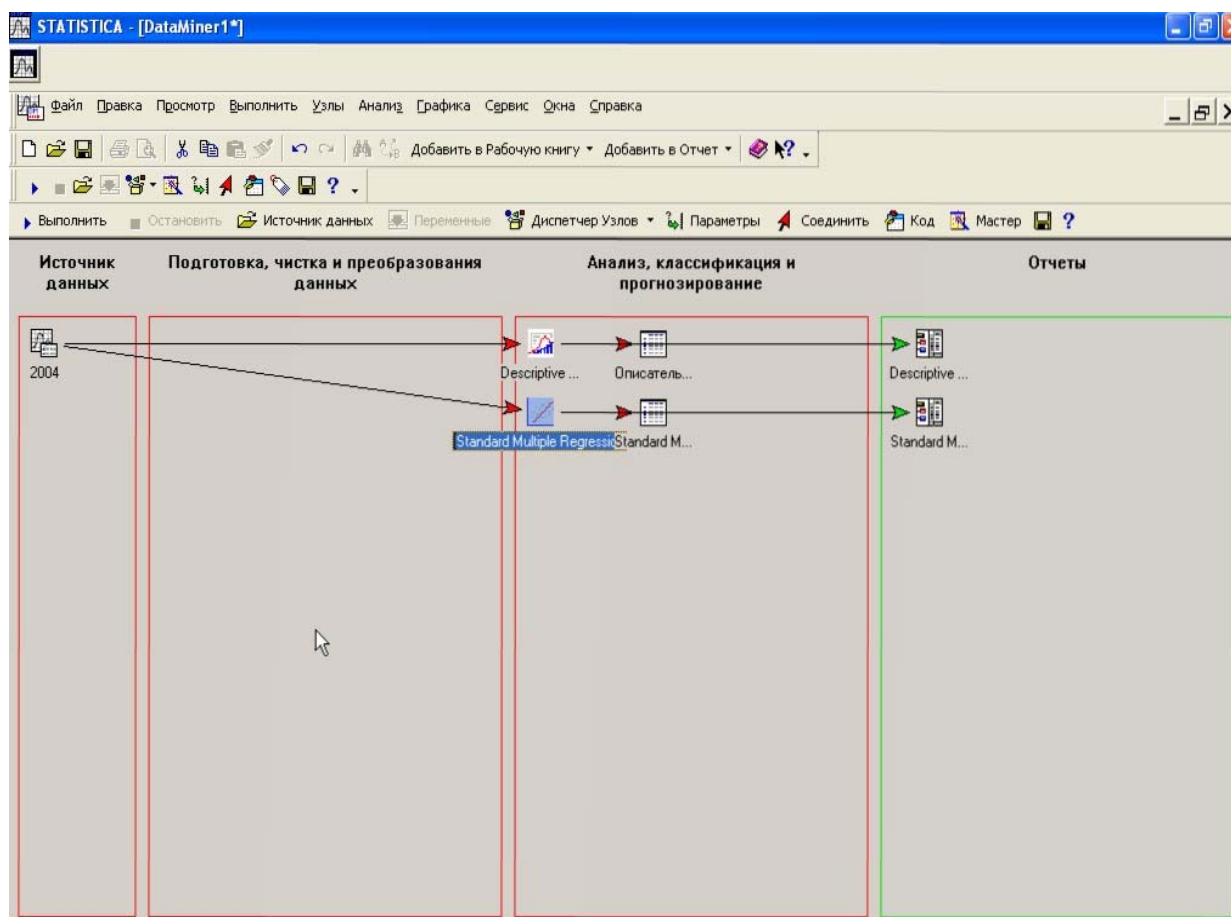 STATISTICA - [DataMiner1*]
Файл Правка Просмотр Выполнить Узлы Анализ Графика Сервис Окна Справка
Добавить в Рабочую книгу Добавить в Отчет
Выполнить Остановить Источник данных Переменные Диспетчер Узлов Параметры Соединить Код Мастер
Источник
данных
Подготовка, чистка и преобразования
данных
Анализ, классификация и
прогнозирование
Отчеты
2004
Descriptive ...
Описатель...
Descriptive ...
Standard Multiple Regressic
Standard M...
Standard M...